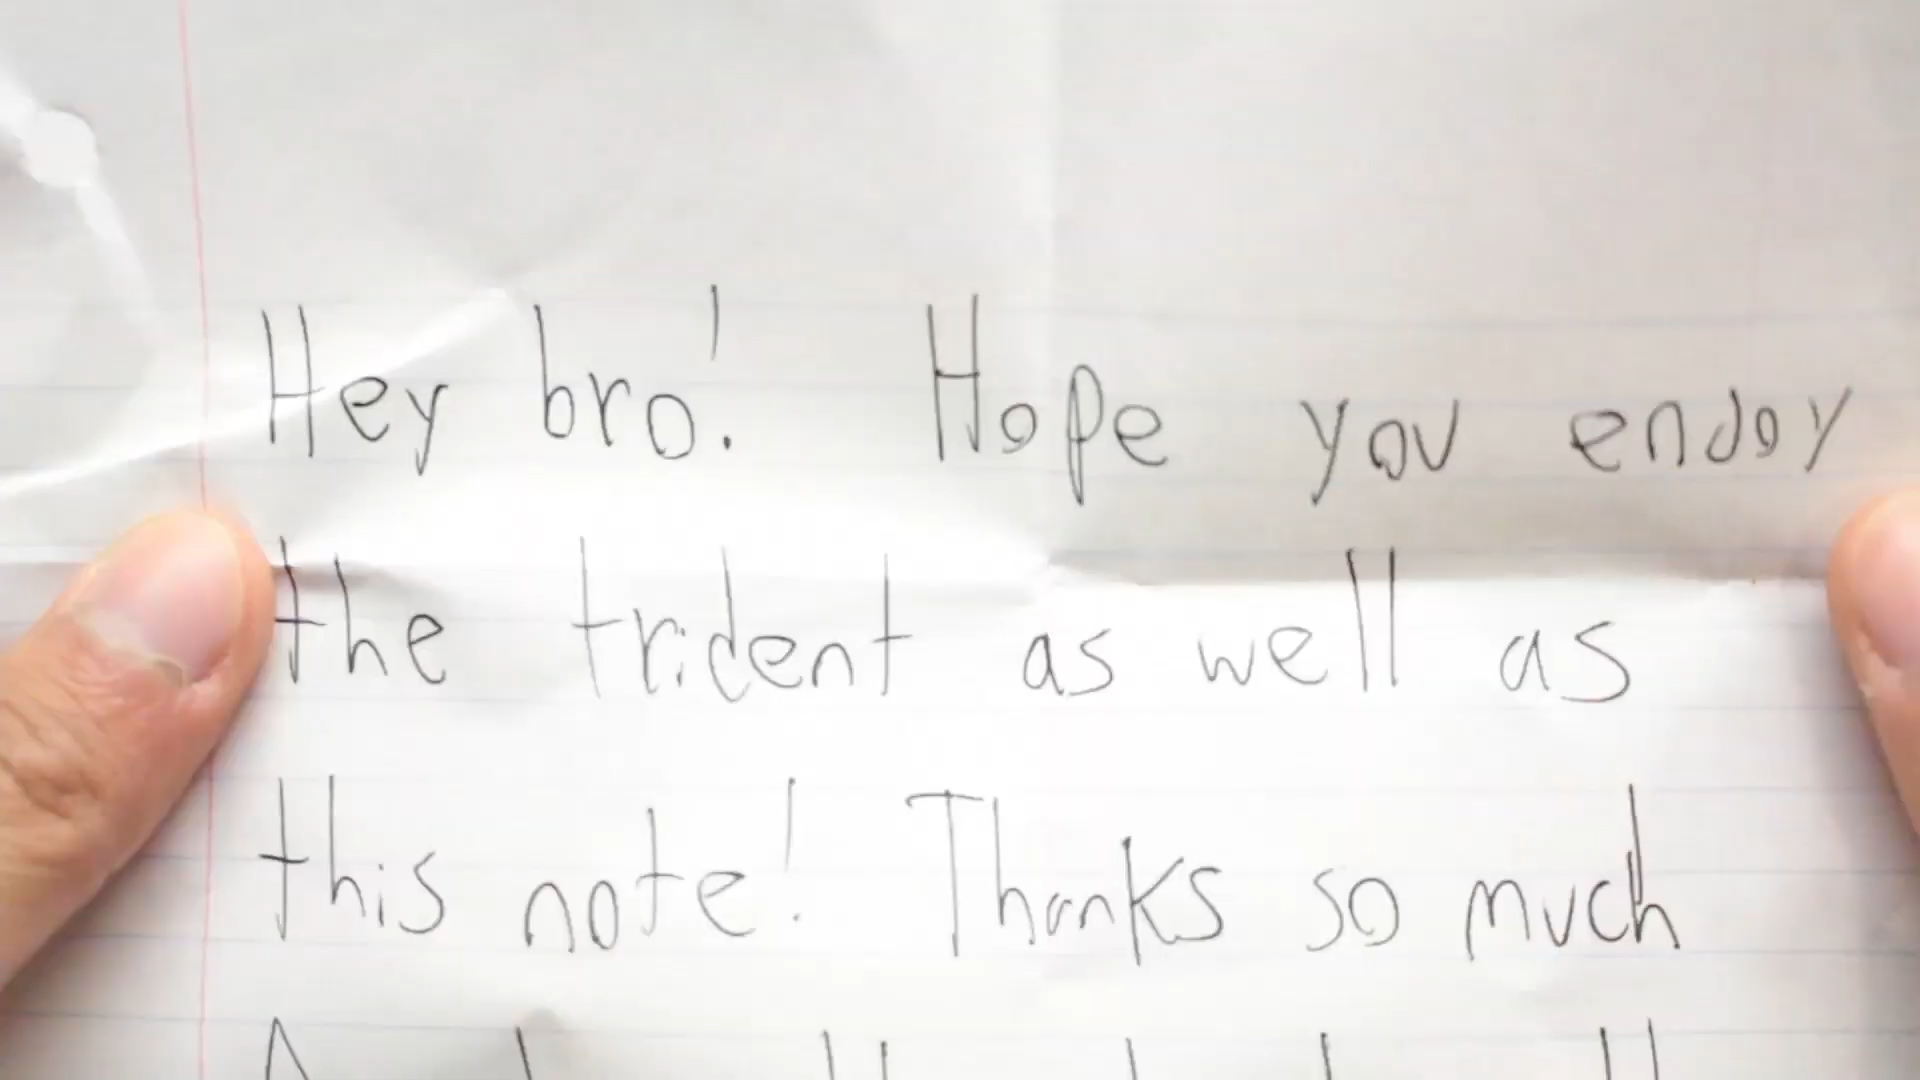 Hey bro! Hope you enjoy
the trident as well as
this note! Thanks so much